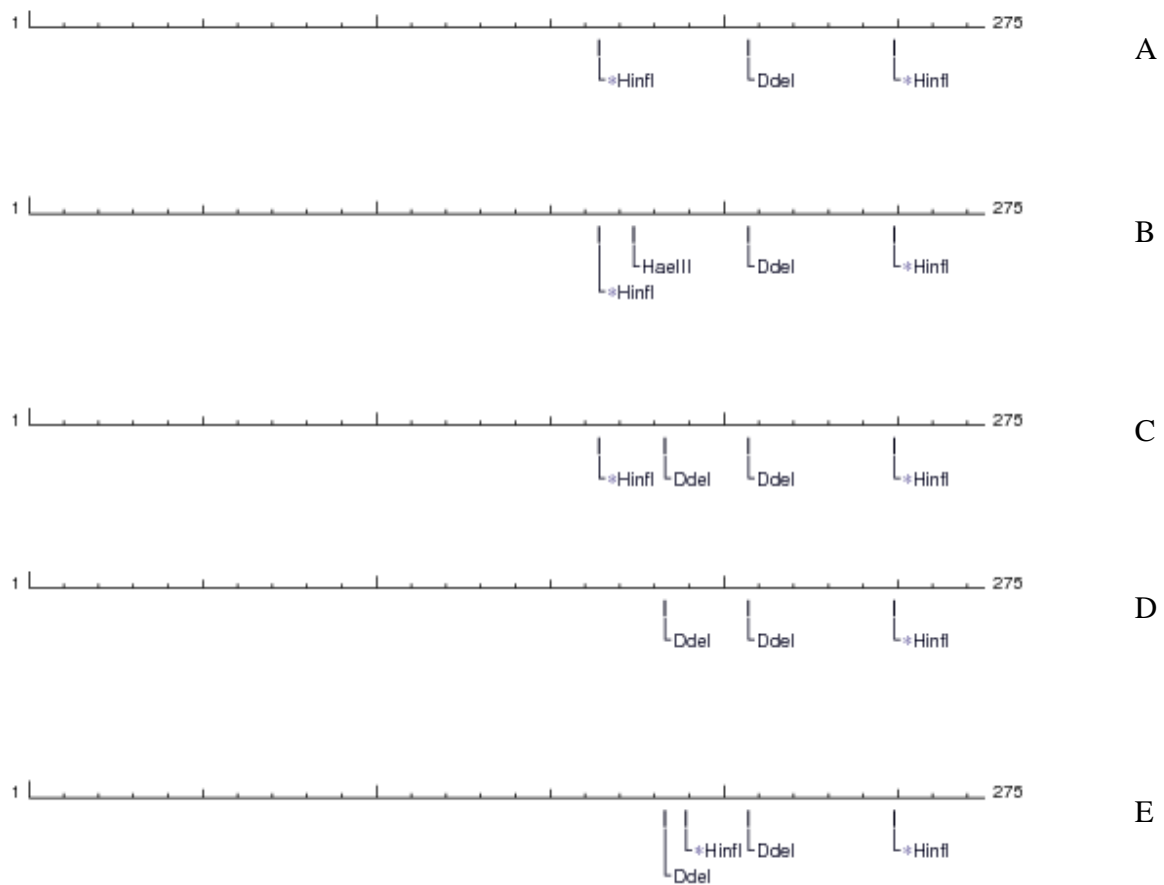 1 275
A
*HinfI DdeI *HinfI
1 275
B
HaeIII DdeI *HinfI
*HinfI
1 275
C
*HinfI DdeI DdeI *HinfI
1 275
D
DdeI DdeI *HinfI
1 275
E
*HinfI DdeI *HinfI
DdeI